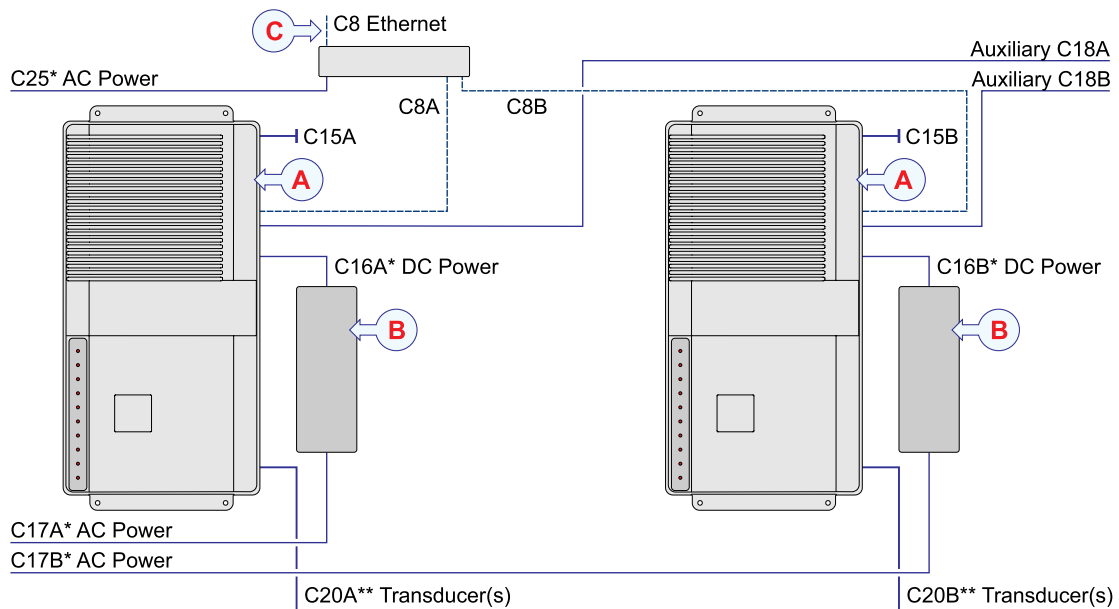 C
C8 Ethernet
Auxiliary C18A
C25* AC Power
Auxiliary C18B
C8A
C8B
C15A
C15B
A
A
C16A* DC Power
C16B* DC Power
B
B
C17A* AC Power
C17B* AC Power
C20A** Transducer(s)
C20B** Transducer(s)